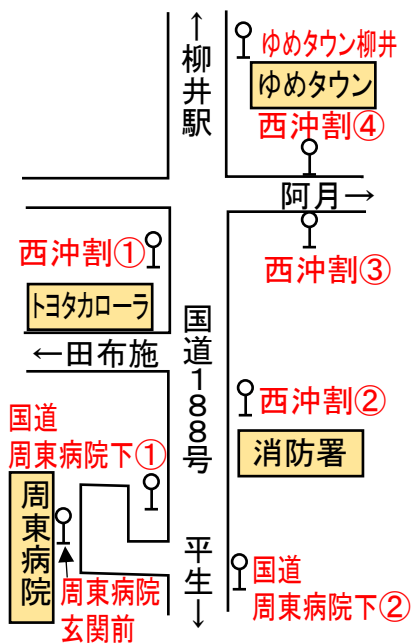 ↑柳井駅
ゆめタウン柳井
ゆめタウン
西沖割④
阿月→
西沖割①
西沖割③
トヨタカローラ
国道188号
←田布施
西沖割②
国道
周東病院下①
消防署
周東病院
平生↓
国道
周東病院下②
周東病院
玄関前